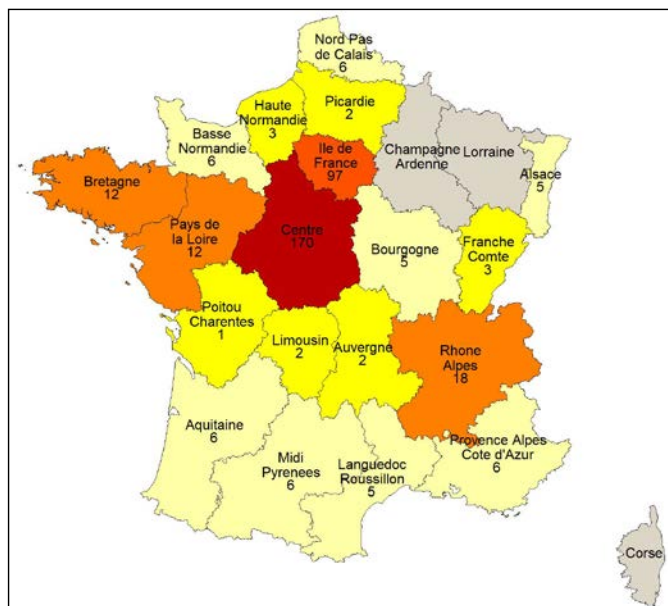 Nord Pas
de Calais
6
Haute
Normandie
3
Picardie
2
Basse
Normandie
6
Ile de
France
97
Champagne
Ardenne
Lorraine
Alsace
5
Bretagne
12
Pays de
la Loire
12
Centre
170
Bourgogne
5
Franche
Comte
3
Poitou
Charentes
1
Limousin
2
Auvergne
2
Rhone
Alpes
18
Aquitaine
6
Midi
Pyrenees
6
Languedoc
Roussillon
5
Provence Alpes
Cote d'Azur
6
Corse